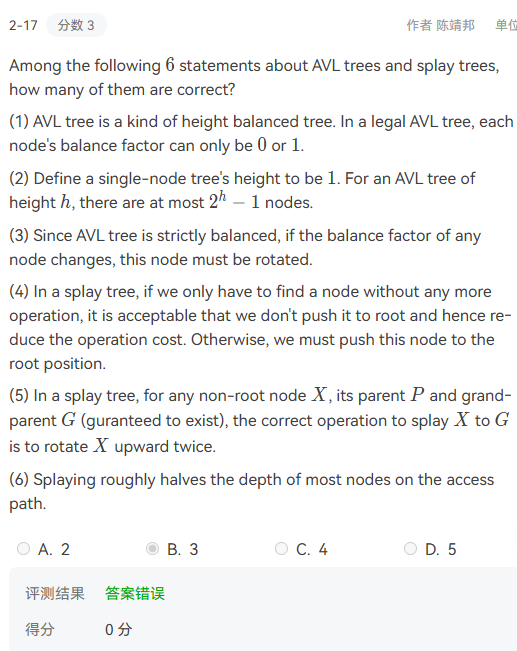 2-17 分数 3 作者 陈靖邦 单位
Among the following 6 statements about AVL trees and splay trees,
how many of them are correct?
(1) AVL tree is a kind of height balanced tree. In a legal AVL tree, each
node's balance factor can only be 0 or 1.
(2) Define a single-node tree's height to be 1. For an AVL tree of
height h, there are at most 2^h − 1 nodes.
(3) Since AVL tree is strictly balanced, if the balance factor of any
node changes, this node must be rotated.
(4) In a splay tree, if we only have to find a node without any more
operation, it is acceptable that we don't push it to root and hence re-
duce the operation cost. Otherwise, we must push this node to the
root position.
(5) In a splay tree, for any non-root node X, its parent P and grand-
parent G (guranteed to exist), the correct operation to splay X to G
is to rotate X upward twice.
(6) Splaying roughly halves the depth of most nodes on the access
path.
A. 2 B. 3 C. 4 D. 5
评测结果 答案错误
得分 0 分